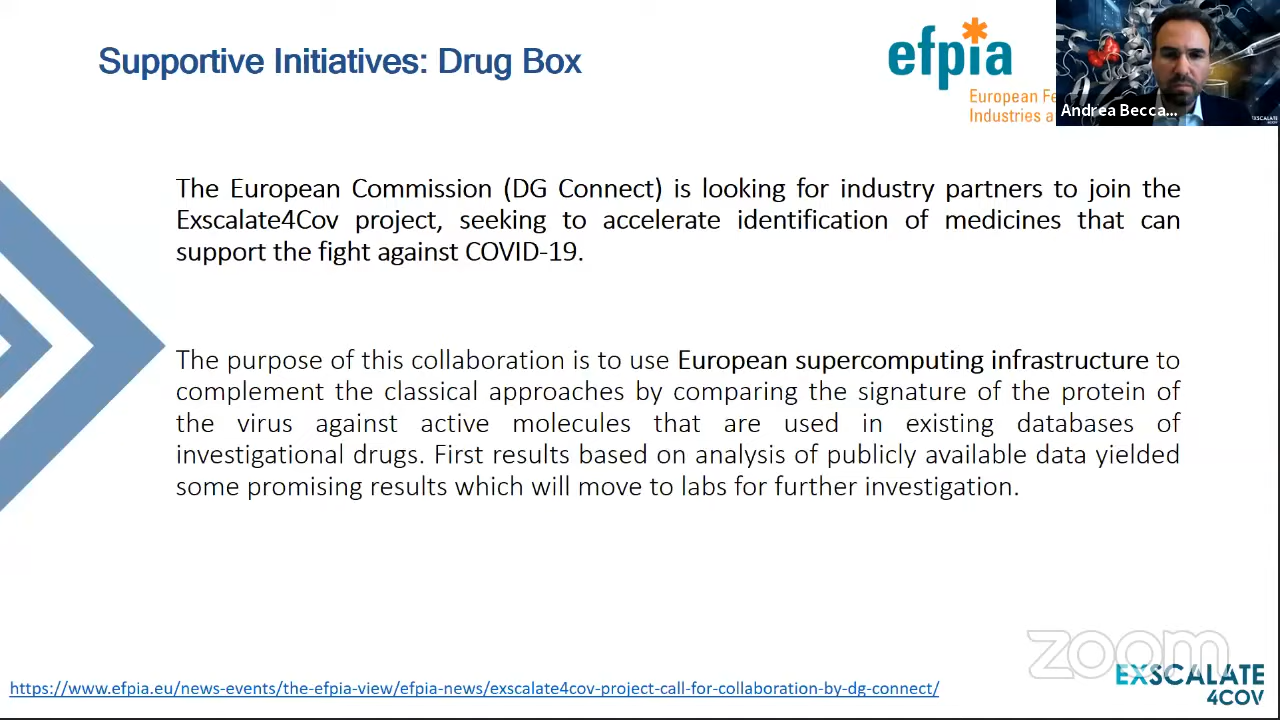 Supportive Initiatives: Drug Box
efpia
European Fe
Industries a
Andrea Becca...
EXSCALATE
4COV
The European Commission (DG Connect) is looking for industry partners to join the
Exscalate4Cov project, seeking to accelerate identification of medicines that can
support the fight against COVID-19.
The purpose of this collaboration is to use European supercomputing infrastructure to
complement the classical approaches by comparing the signature of the protein of
the virus against active molecules that are used in existing databases of
investigational drugs. First results based on analysis of publicly available data yielded
some promising results which will move to labs for further investigation.
zoom
https://www.efpia.eu/news-events/the-efpia-view/efpia-news/exscalate4cov-project-call-for-collaboration-by-dg-connect/
EXSCALATE
4COV